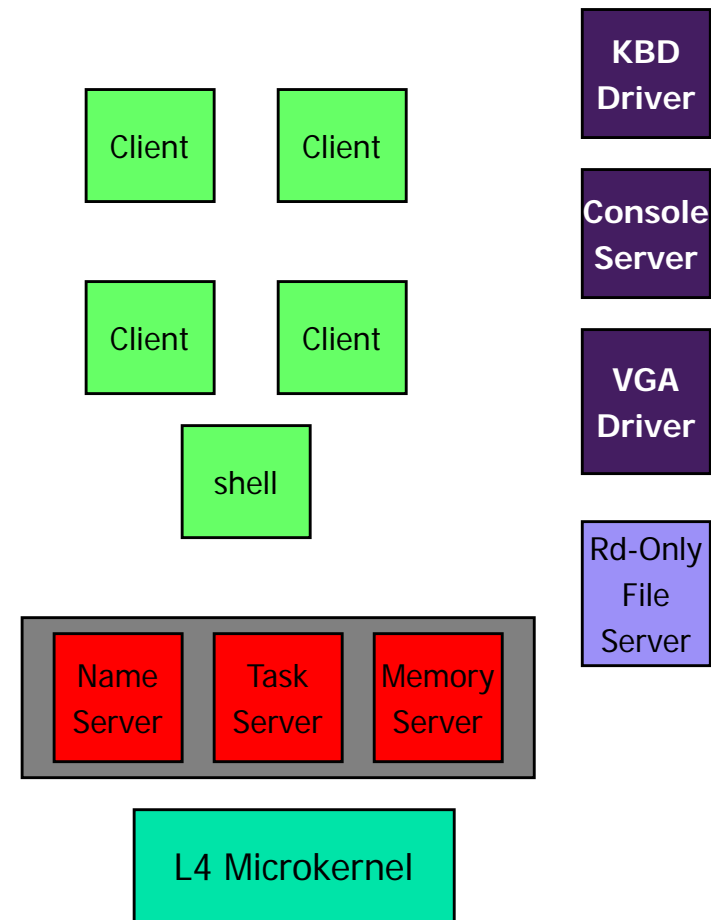 KBD
Driver
Client
Client
Console
Server
Client
Client
VGA
Driver
shell
Rd-Only
File
Server
Name
Server
Task
Server
Memory
Server
L4 Microkernel